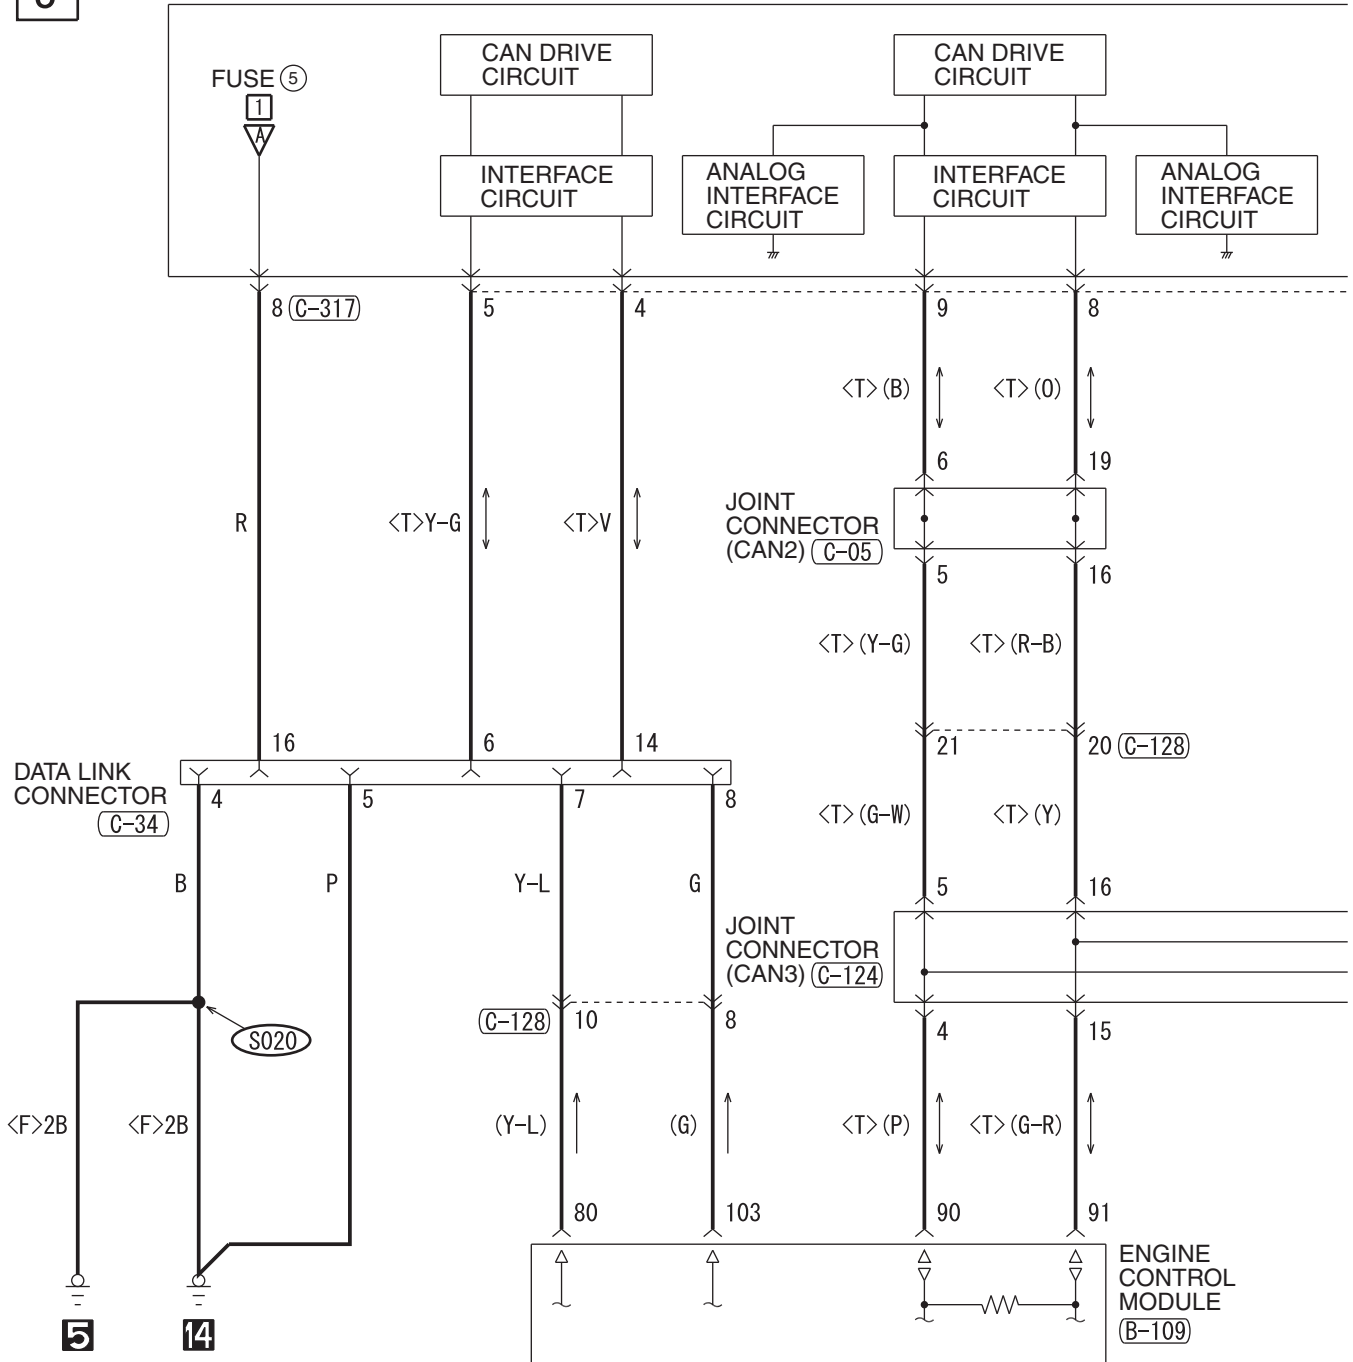 CAN DRIVE
CIRCUIT
CAN DRIVE
CIRCUIT
FUSE 5
1
A
INTERFACE
CIRCUIT
ANALOG
INTERFACE
CIRCUIT
INTERFACE
CIRCUIT
ANALOG
INTERFACE
CIRCUIT
8 C-317
5
4
9
8
<T>(B)
<T>(O)
6
19
R
<T>Y-G
<T>V
JOINT
CONNECTOR
(CAN2) C-05
5
16
<T>(Y-G)
<T>(R-B)
16
6
14
21
20 C-128
DATA LINK
CONNECTOR
C-34
4
5
7
8
<T>(G-W)
<T>(Y)
B
P
Y-L
G
5
16
JOINT
CONNECTOR
(CAN3) C-124
C-128
10
8
4
15
S020
<F>2B
<F>2B
(Y-L)
(G)
<T>(P)
<T>(G-R)
80
103
90
91
ENGINE
CONTROL
MODULE
B-109
5
14